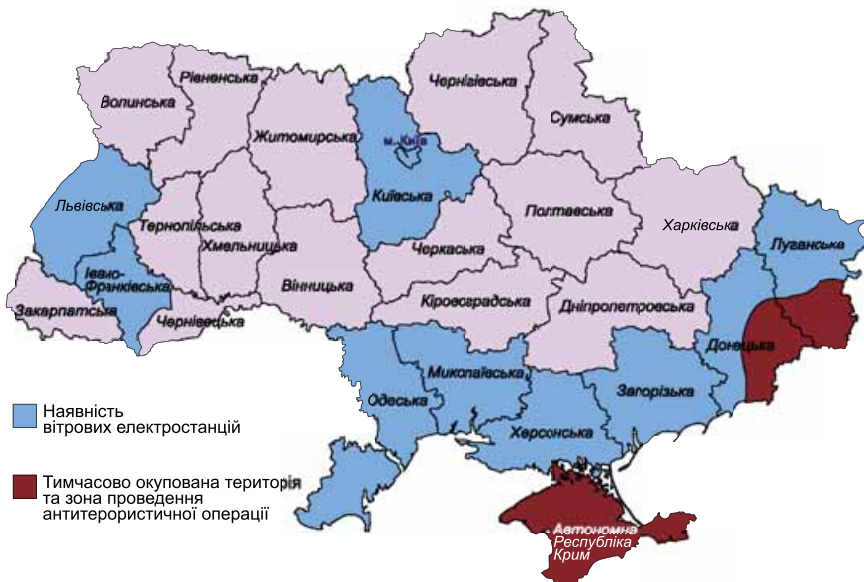 Волинська
Рівненська
Житомирська
Чернігівська
Сумська
м. Київ
Київська
Львівська
Тернопільська
Хмельницька
Івано-
Франківська
Закарпатська
Чернівецька
Вінницька
Черкаська
Полтавська
Харківська
Луганська
Кіровоградська
Дніпропетровська
Донецька
Одеська
Миколаївська
Херсонська
Запорізька
Автономна
Республіка
Крим
Наявність
вітрових електростанцій
Тимчасово окупована територія
та зона проведення
антитерористичної операції